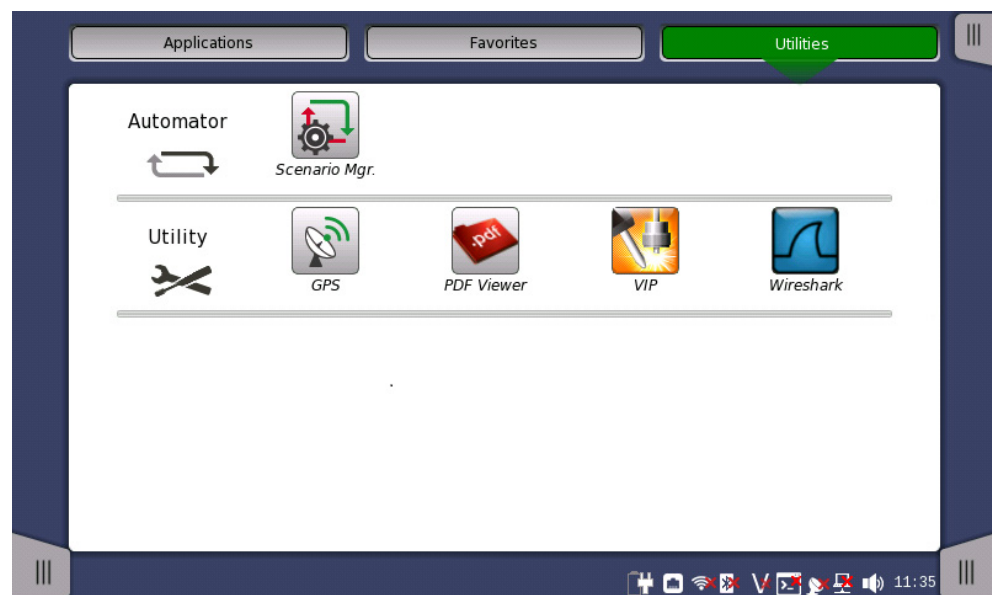 Applications Favorites Utilities
Automator
Scenario Mgr.
Utility
.pdf
GPS PDF Viewer VIP Wireshark
11:35